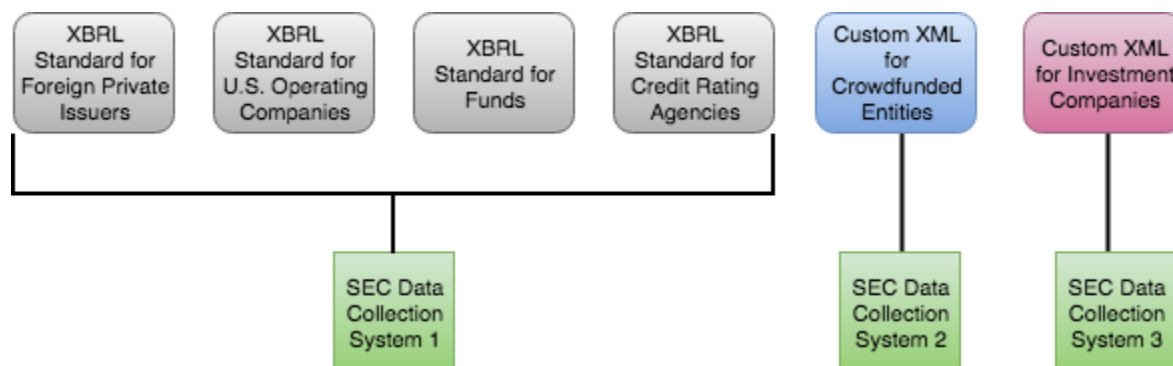 XBRL
Standard for
Foreign Private
Issuers
XBRL
Standard for
U.S. Operating
Companies
XBRL
Standard for
Funds
XBRL
Standard for
Credit Rating
Agencies
Custom XML
for
Crowdfunded
Entities
Custom XML
for Investment
Companies
SEC Data
Collection
System 1
SEC Data
Collection
System 2
SEC Data
Collection
System 3